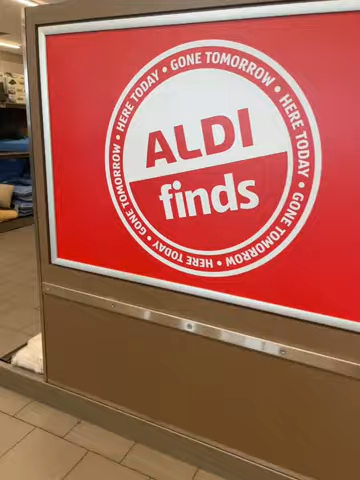 ALDI
finds
HERE TODAY • GONE TOMORROW • HERE TODAY • GONE TOMORROW • HERE TODAY • GONE TOMORROW •